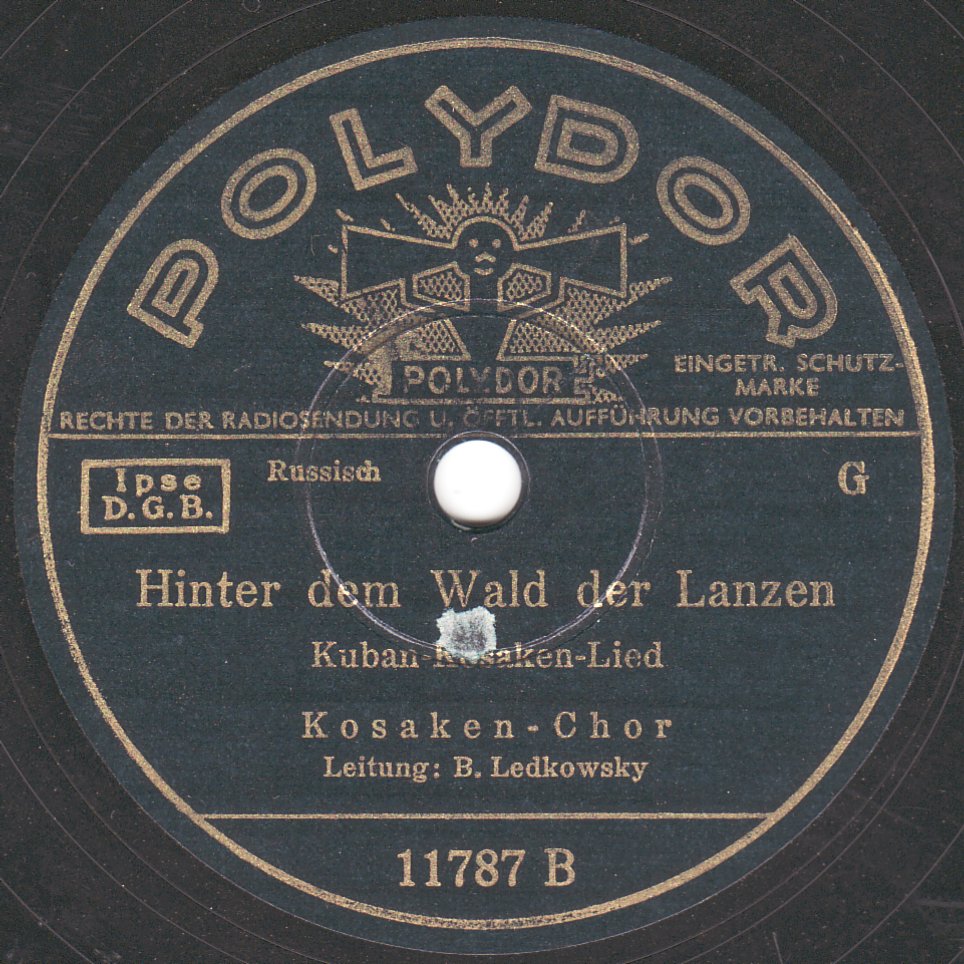 POLYDOR
POLYDOR
EINGETR. SCHUTZ-
MARKE
RECHTE DER RADIOSENDUNG U. ÖFFTL. AUFFÜHRUNG VORBEHALTEN
Ipse
D.G.B.
Russisch
G
Hinter dem Wald der Lanzen
Kuban-Kosaken-Lied
Kosaken-Chor
Leitung: B. Ledkowsky
11787 B